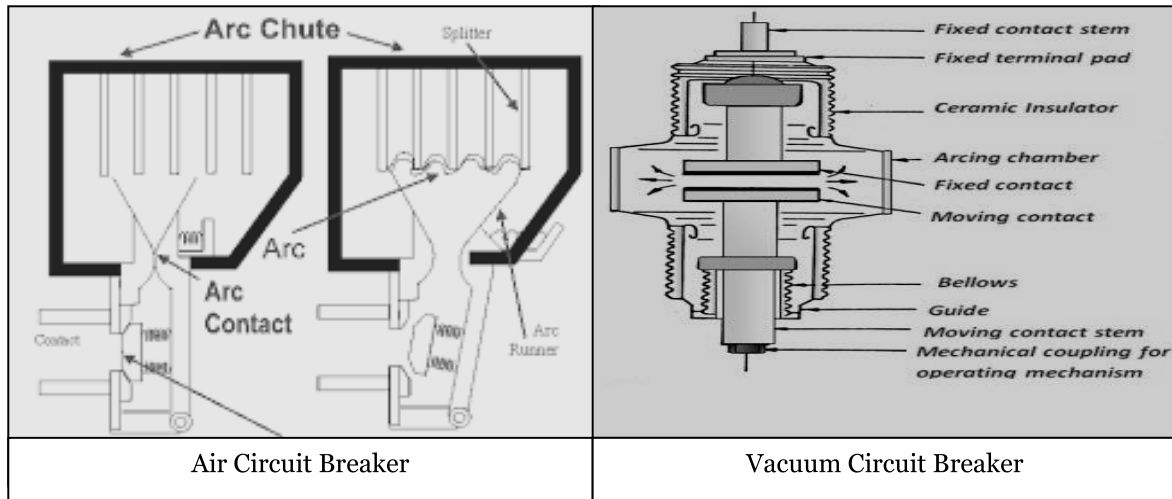 Arc Chute
Splitter
Arc
Arc
Contact
Contact
Arc
Runner
Fixed contact stem
Fixed terminal pad
Ceramic Insulator
Arcing chamber
Fixed contact
Moving contact
Bellows
Guide
Moving contact stem
Mechanical coupling for
operating mechanism
Air Circuit Breaker
Vacuum Circuit Breaker